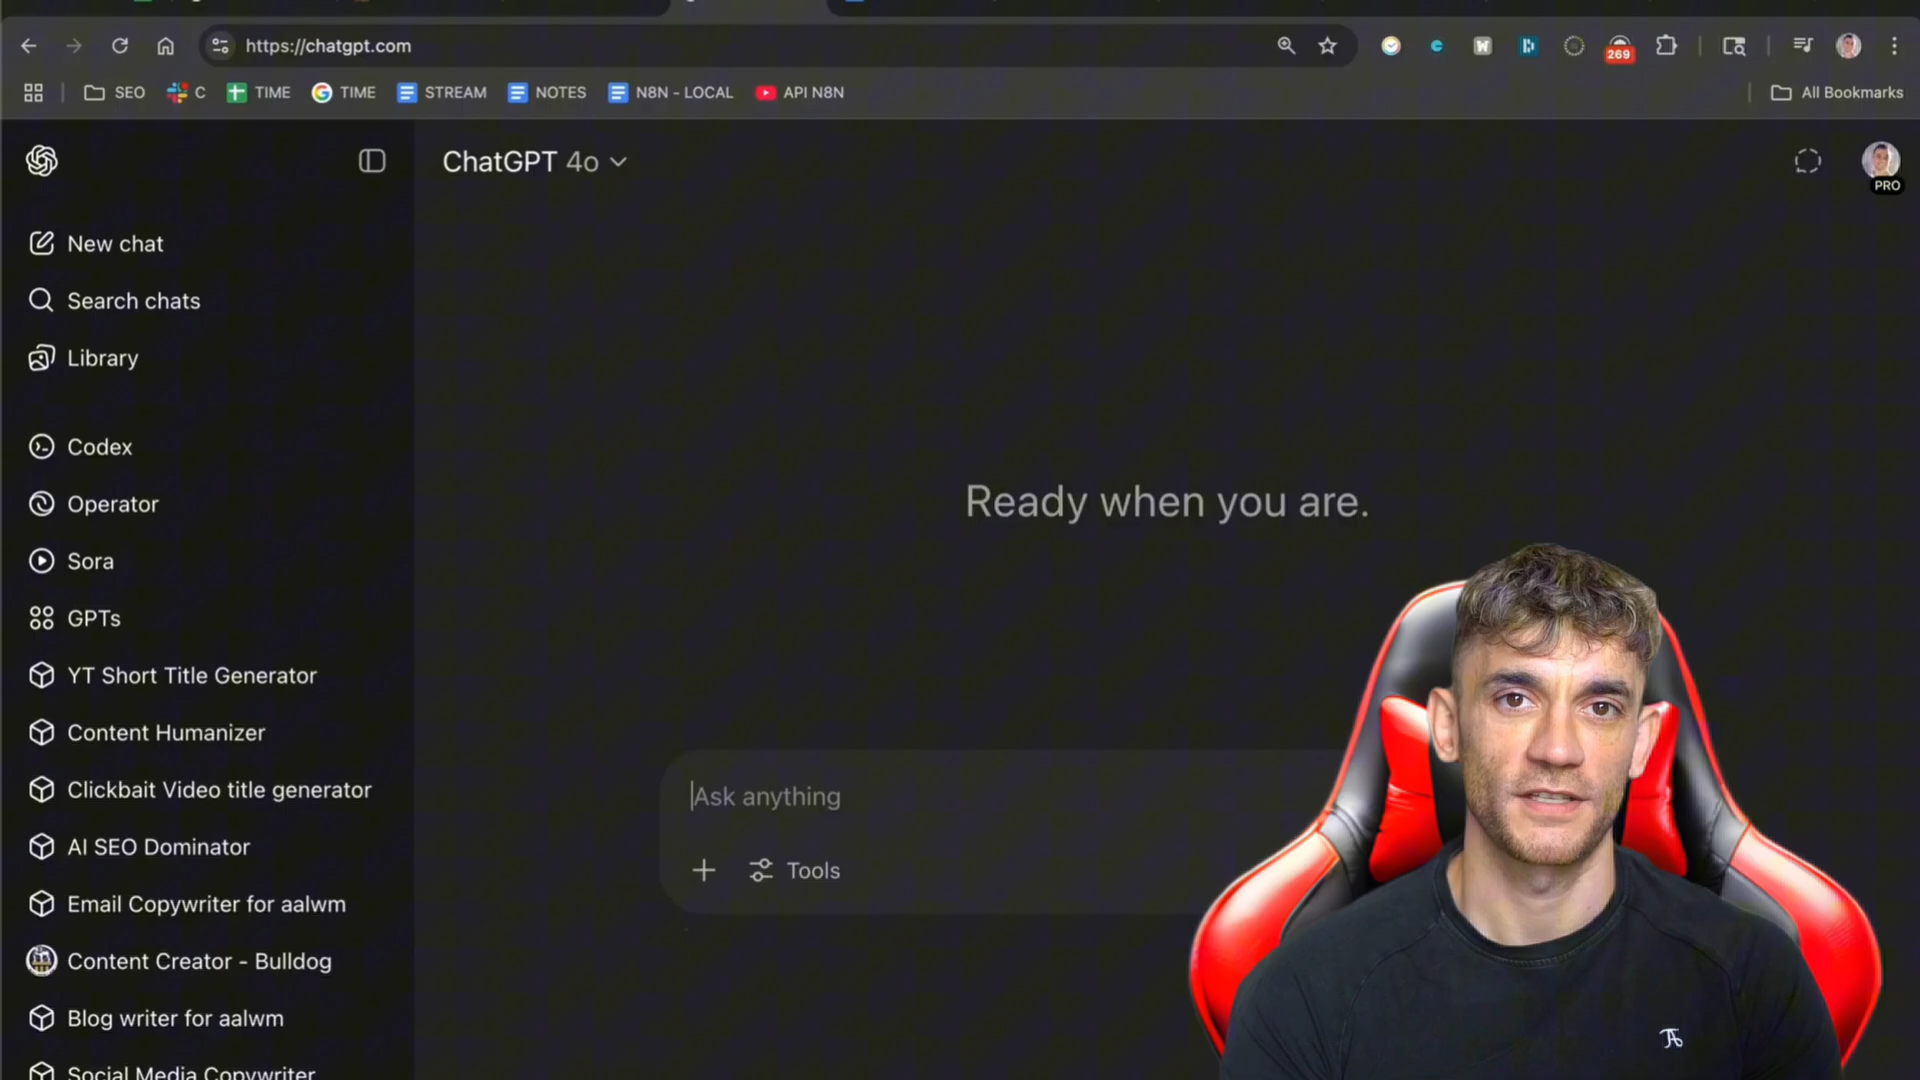 https://chatgpt.com
269
SEO
C
TIME
TIME
STREAM
NOTES
N8N - LOCAL
API N8N
All Bookmarks
ChatGPT 4o
PRO
New chat
Search chats
Library
Codex
Operator
Sora
GPTs
YT Short Title Generator
Content Humanizer
Clickbait Video title generator
AI SEO Dominator
Email Copywriter for aalwm
Content Creator - Bulldog
Blog writer for aalwm
Social Media Copywriter
Ready when you are.
Ask anything
Tools